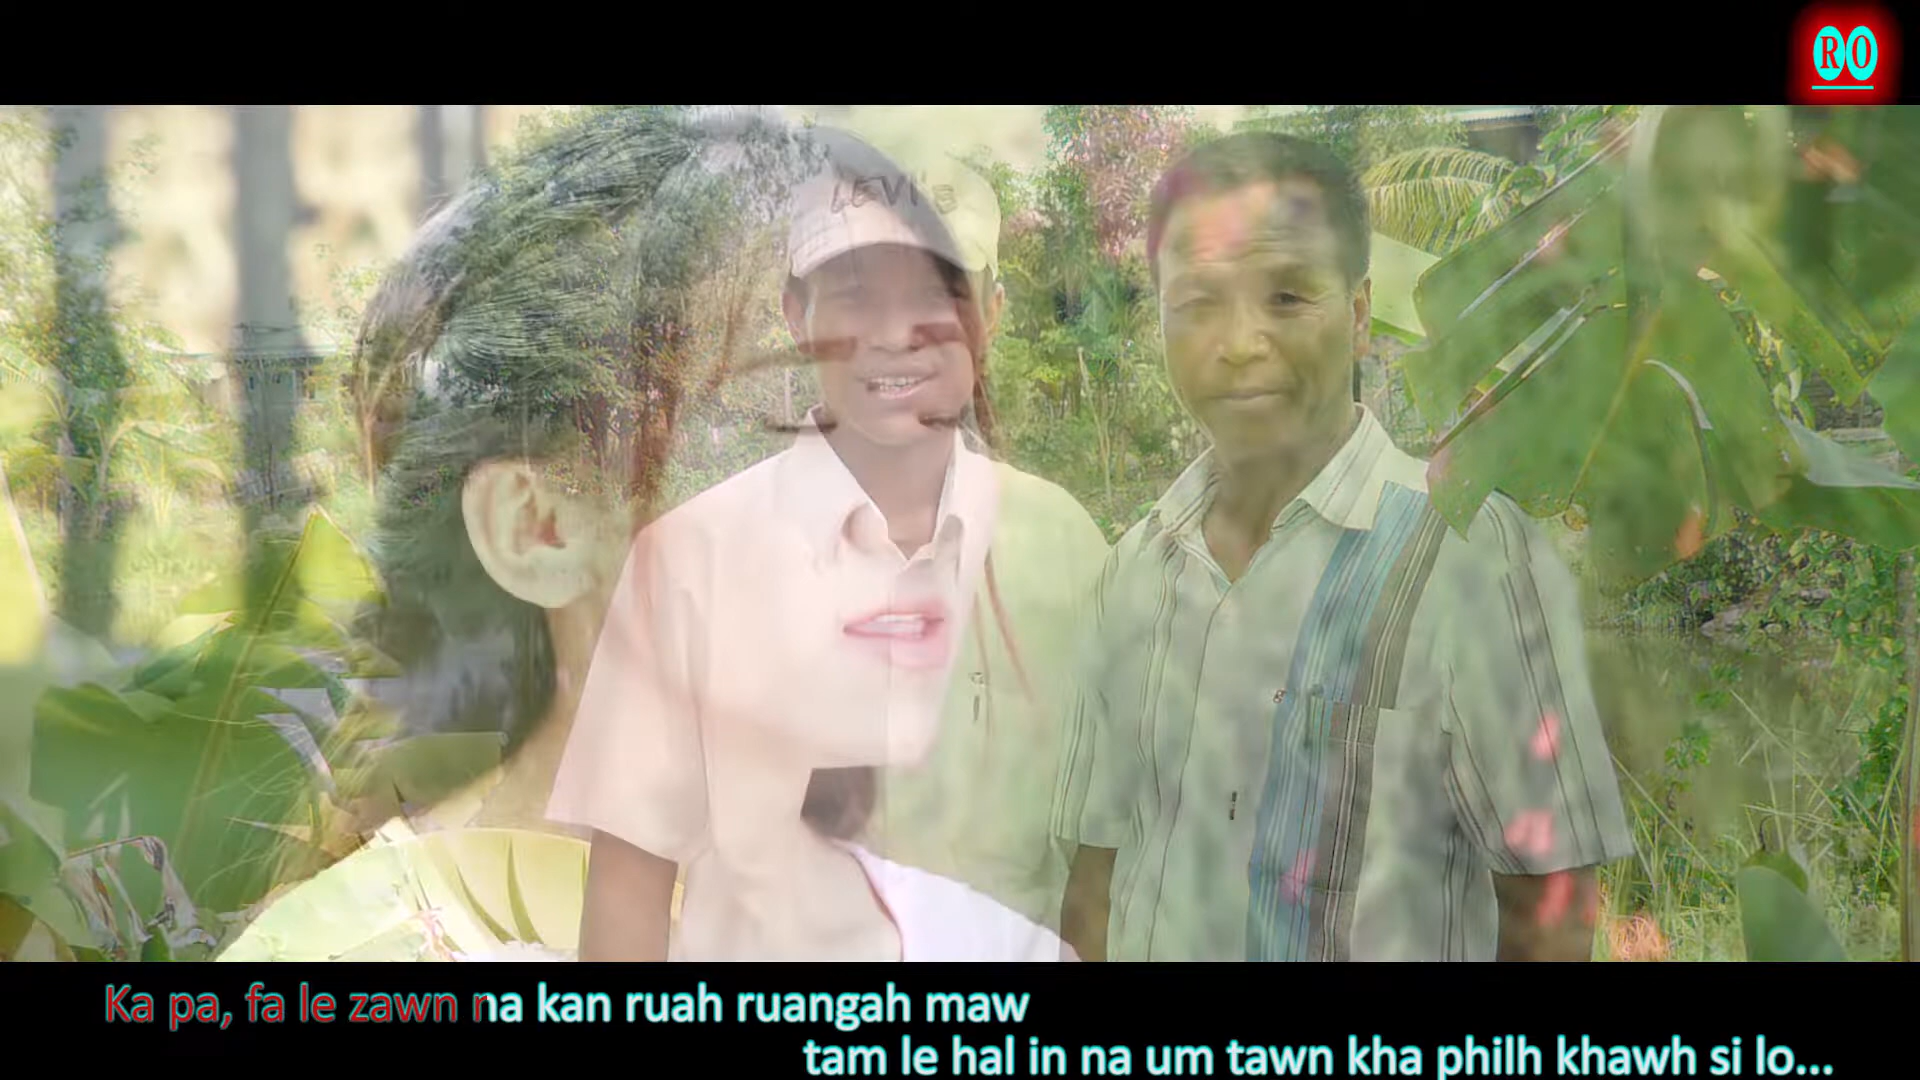 RO
LEVI'S
Ka pa, fa le zawn na kan ruah ruangah maw
tam le hal in na um tawn kha philh khawh si lo...